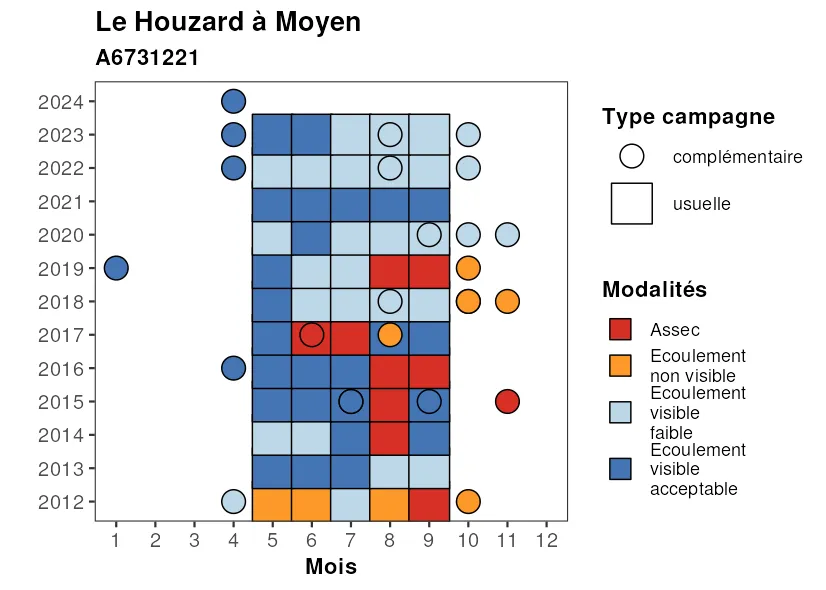 Le Houzard à Moyen
A6731221
2024
2023
2022
2021
2020
2019
2018
2017
2016
2015
2014
2013
2012
1 2 3 4 5 6 7 8 9 10 11 12
Mois
Type campagne
complémentaire
usuelle
Modalités
Assec
Ecoulement
non visible
Ecoulement
visible
faible
Ecoulement
visible
acceptable